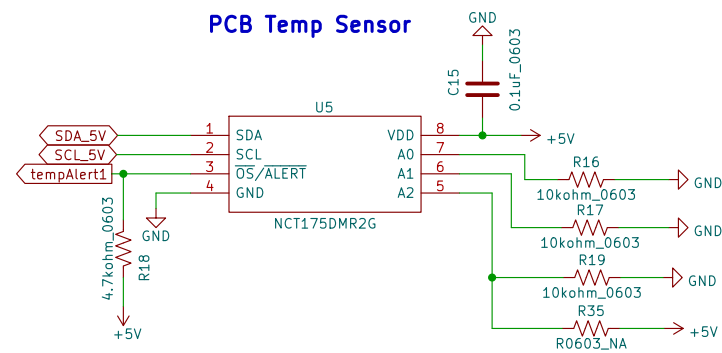 PCB Temp Sensor
GND
C15
0.1uF_0603
U5
SDA_5V
1
SDA
VDD
8
+5V
SCL_5V
2
SCL
A0
7
R16
tempAlert1
3
OS/ALERT
A1
6
GND
10kohm_0603
4
GND
A2
5
R17
GND
NCT175DMR2G
GND
10kohm_0603
4.7kohm_0603
R18
R19
GND
10kohm_0603
R35
+5V
+5V
R0603_NA